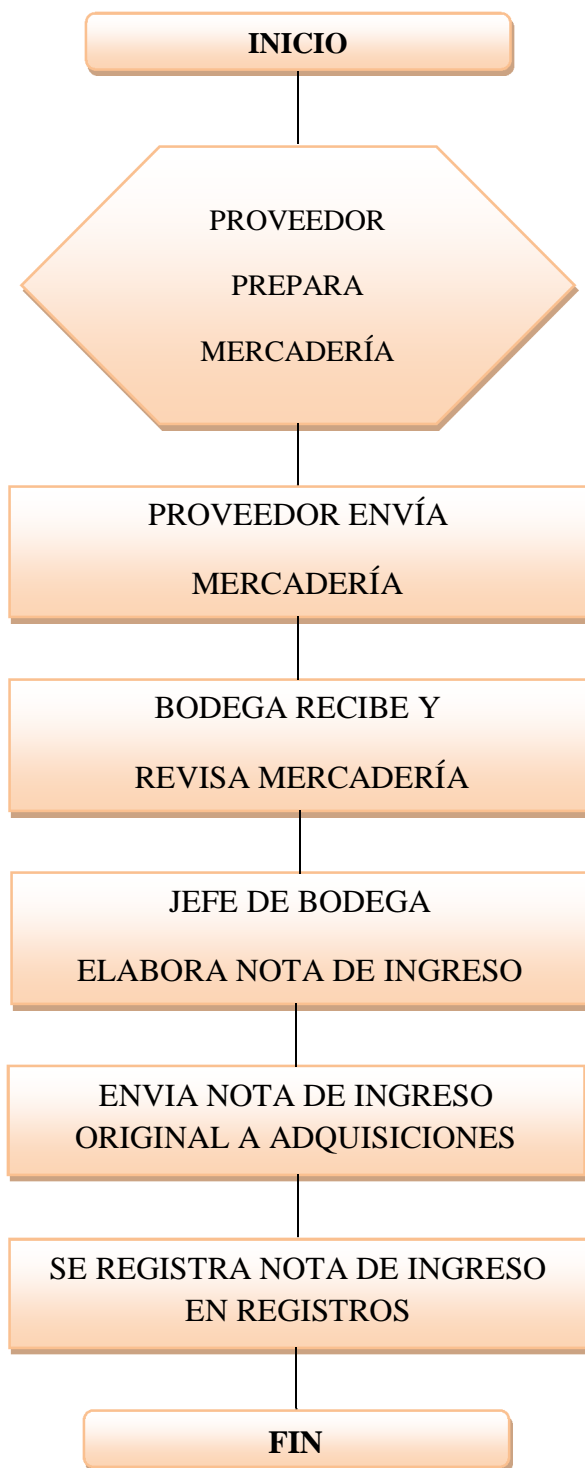 INICIO
PROVEEDOR
PREPARA
MERCADERÍA
PROVEEDOR ENVÍA
MERCADERÍA
BODEGA RECIBE Y
REVISA MERCADERÍA
JEFE DE BODEGA
ELABORA NOTA DE INGRESO
ENVIA NOTA DE INGRESO
ORIGINAL A ADQUISICIONES
SE REGISTRA NOTA DE INGRESO
EN REGISTROS
FIN